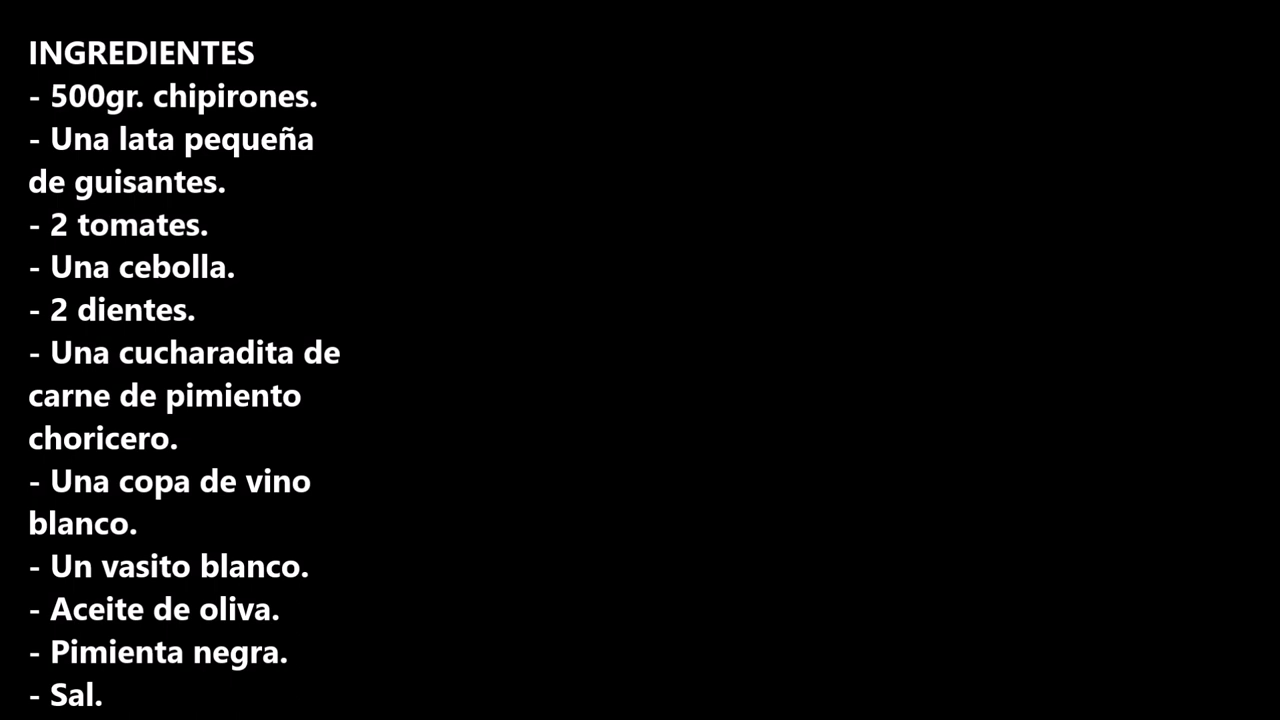 INGREDIENTES
- 500gr. chipirones.
- Una lata pequeña
de guisantes.
- 2 tomates.
- Una cebolla.
- 2 dientes.
- Una cucharadita de
carne de pimiento
choricero.
- Una copa de vino
blanco.
- Un vasito blanco.
- Aceite de oliva.
- Pimienta negra.
- Sal.